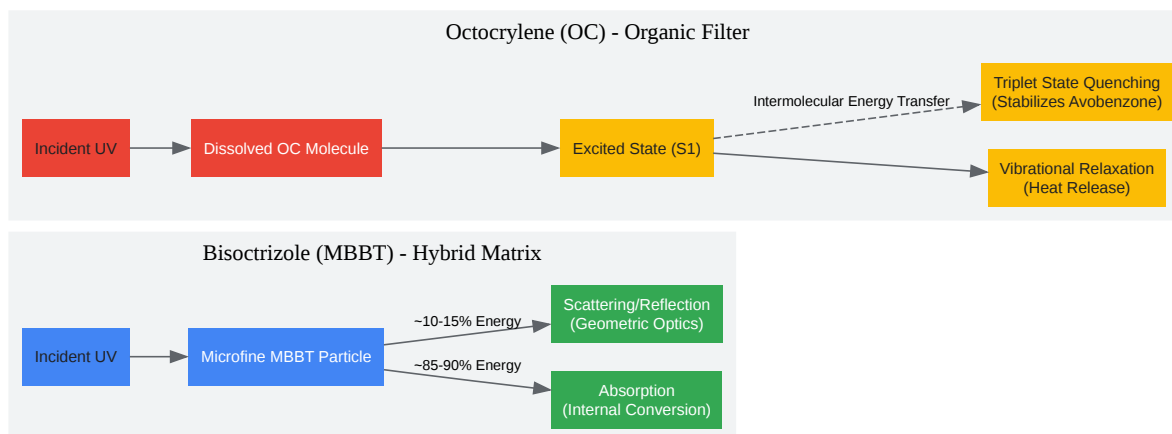 Octocrylene (OC) - Organic Filter
Incident UV
Dissolved OC Molecule
Excited State (S1)
Intermolecular Energy Transfer
Triplet State Quenching
(Stabilizes Avobenzone)
Vibrational Relaxation
(Heat Release)
Bisoctrizole (MBBT) - Hybrid Matrix
Incident UV
Microfine MBBT Particle
~10-15% Energy
Scattering/Reflection
(Geometric Optics)
~85-90% Energy
Absorption
(Internal Conversion)